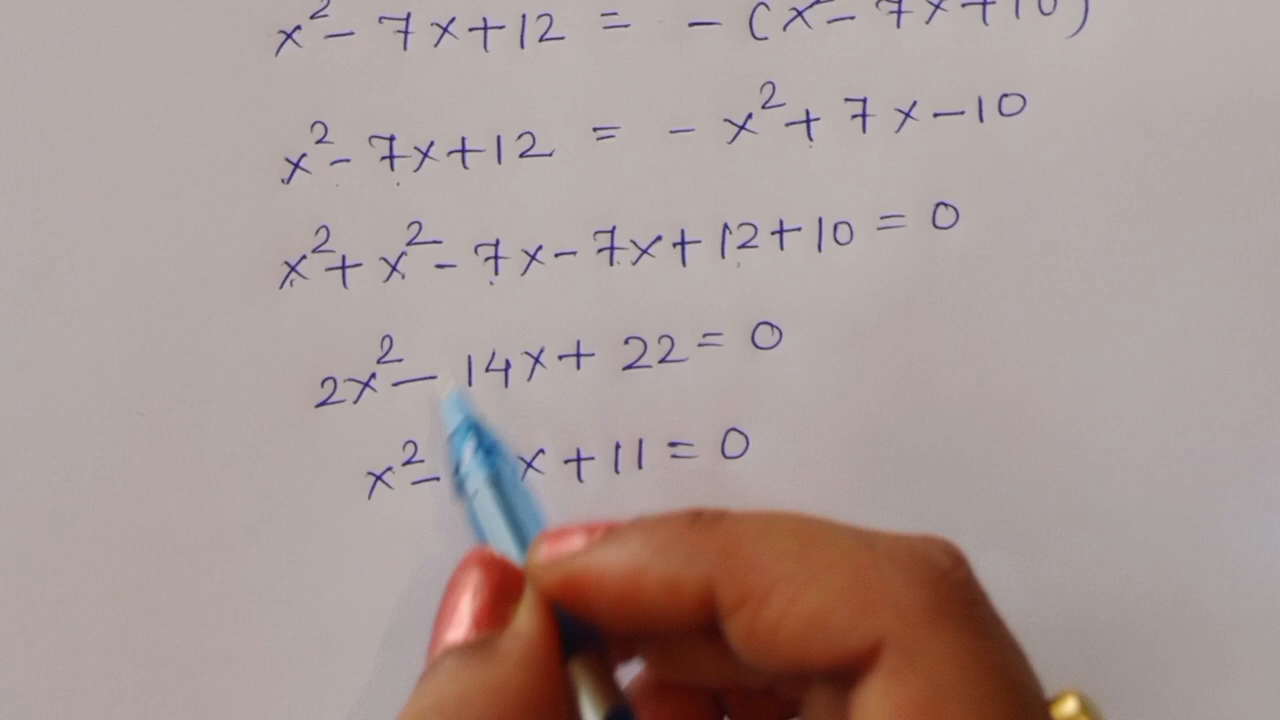 x² - 7x + 12 = - (x - 7x + 10)
x² - 7x + 12 = - x² + 7x - 10
x² + x² - 7x - 7x + 12 + 10 = 0
2x² - 14x + 22 = 0
x² - x + 11 = 0